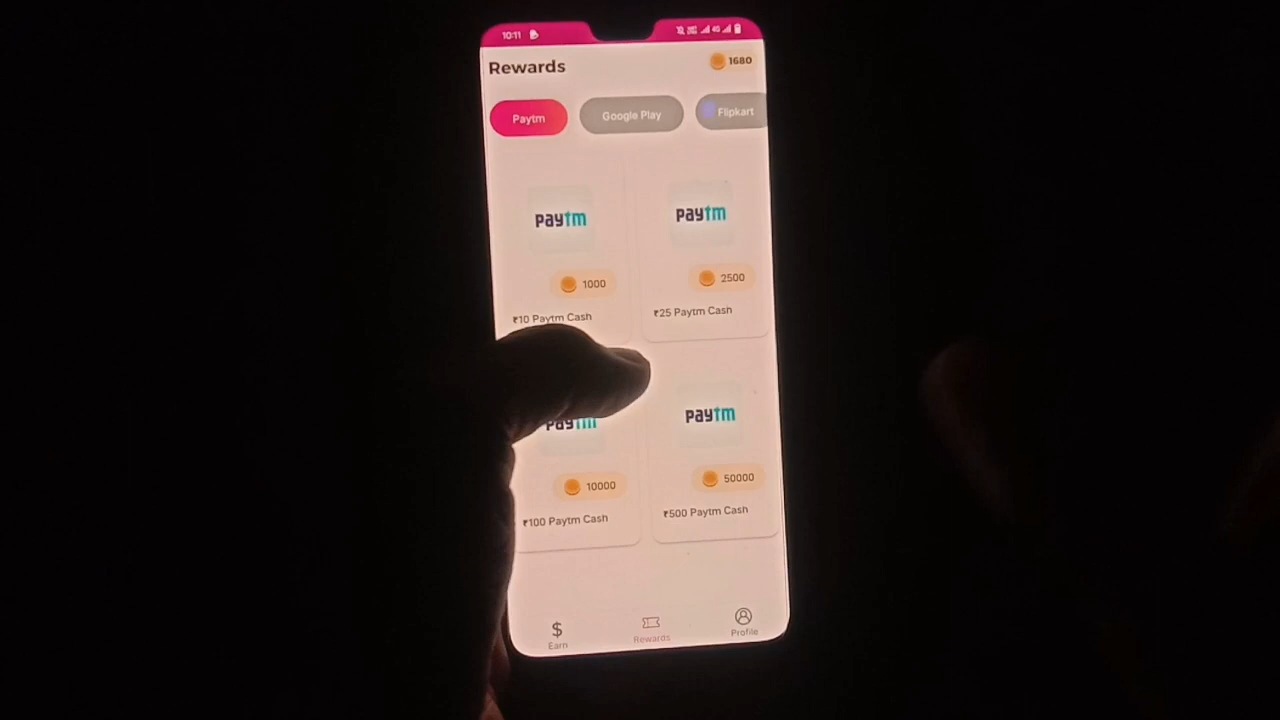 10:11
4G
Rewards
1680
Paytm
Google Play
Flipkart
paytm
paytm
1000
2500
₹10 Paytm Cash
₹25 Paytm Cash
paytm
paytm
10000
50000
₹100 Paytm Cash
₹500 Paytm Cash
$
Earn
Rewards
Profile